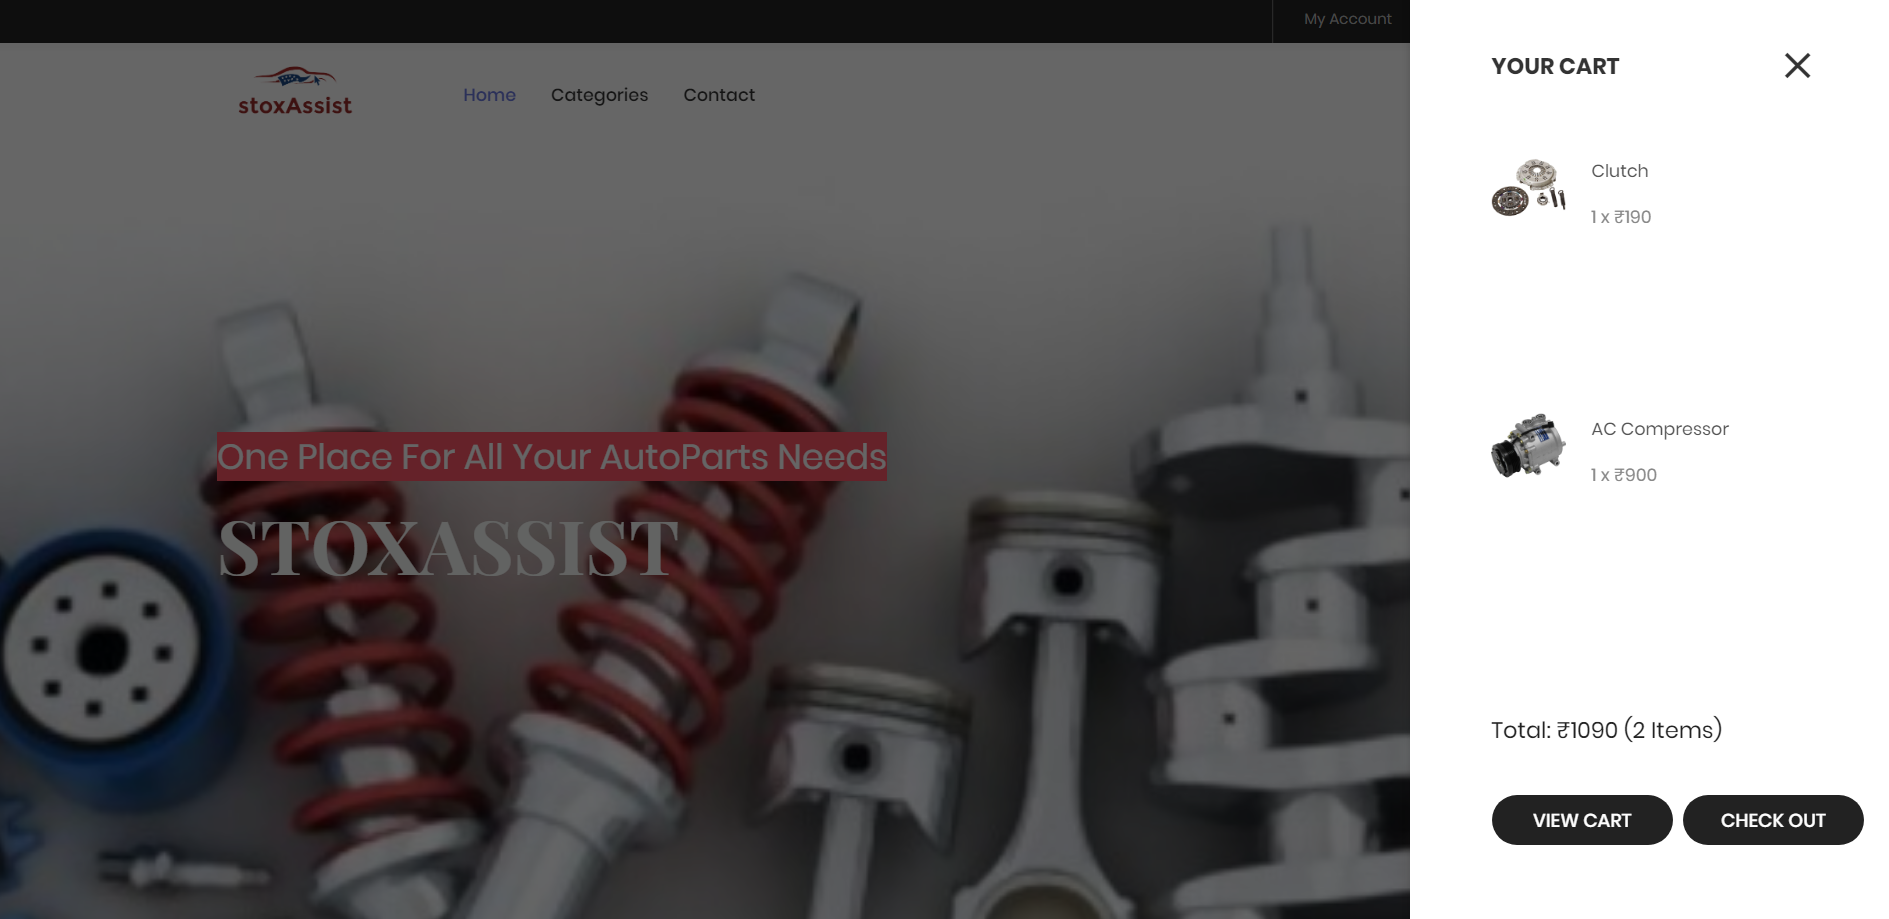 My Account
stoxAssist
Home
Categories
Contact
One Place For All Your AutoParts Needs
STOXASSIST
YOUR CART
Clutch
1 x ₹190
AC Compressor
1 x ₹900
Total: ₹1090 (2 Items)
VIEW CART
CHECK OUT